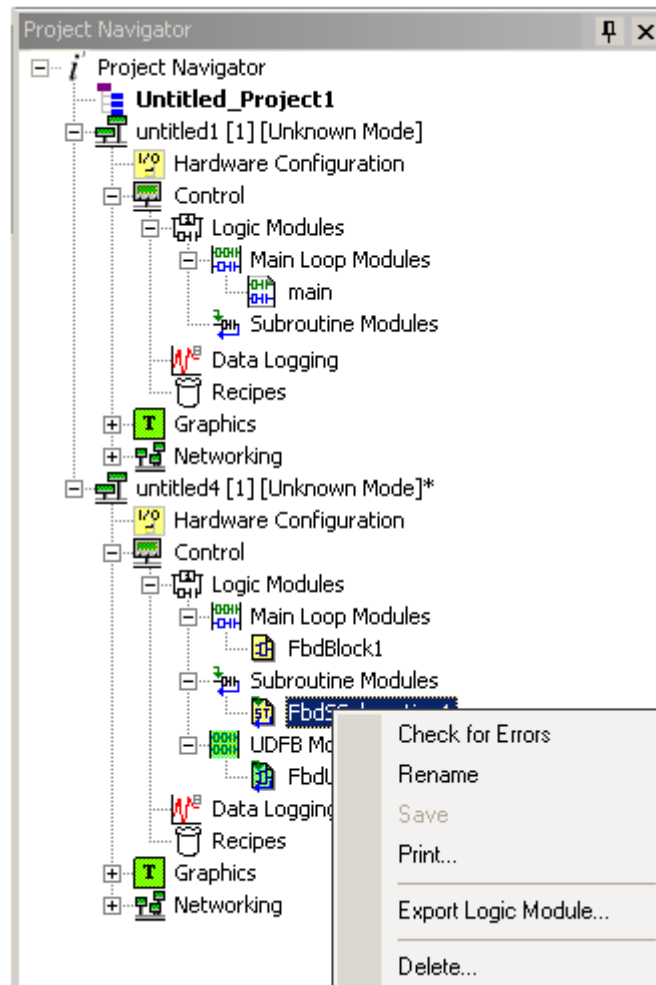 Project Navigator
Project Navigator
Untitled_Project1
untitled1 [1] [Unknown Mode]
I/O Hardware Configuration
Control
Logic Modules
Main Loop Modules
main
Subroutine Modules
Data Logging
Recipes
T Graphics
Networking
untitled4 [1] [Unknown Mode]*
I/O Hardware Configuration
Control
Logic Modules
Main Loop Modules
FbdBlock1
Subroutine Modules
ST
UDFB
Data Logging
Recipes
T Graphics
Networking
Check for Errors
Rename
Save
Print...
Export Logic Module...
Delete...